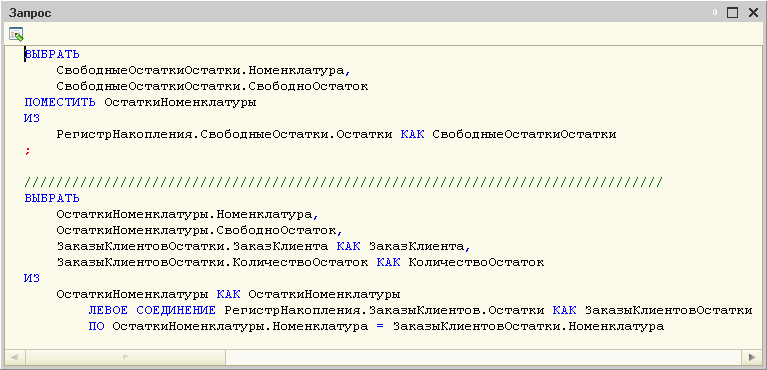 Запрос
ВЫБРАТЬ
СвободныеОстаткиОстатки.Номенклатура,
СвободныеОстаткиОстатки.СвободноОстаток
ПОМЕСТИТЬ ОстаткиНоменклатуры
ИЗ
РегистрНакопления.СвободныеОстатки.Остатки КАК СвободныеОстаткиОстатки
;
////////////////////////////////////////////////////////////////////////////////
ВЫБРАТЬ
ОстаткиНоменклатуры.Номенклатура,
ОстаткиНоменклатуры.СвободноОстаток,
ЗаказыКлиентовОстатки.ЗаказКлиента КАК ЗаказКлиента,
ЗаказыКлиентовОстатки.КоличествоОстаток КАК КоличествоОстаток
ИЗ
ОстаткиНоменклатуры КАК ОстаткиНоменклатуры
ЛЕВОЕ СОЕДИНЕНИЕ РегистрНакопления.ЗаказыКлиентов.Остатки КАК ЗаказыКлиентовОстатки
ПО ОстаткиНоменклатуры.Номенклатура = ЗаказыКлиентовОстатки.Номенклатура